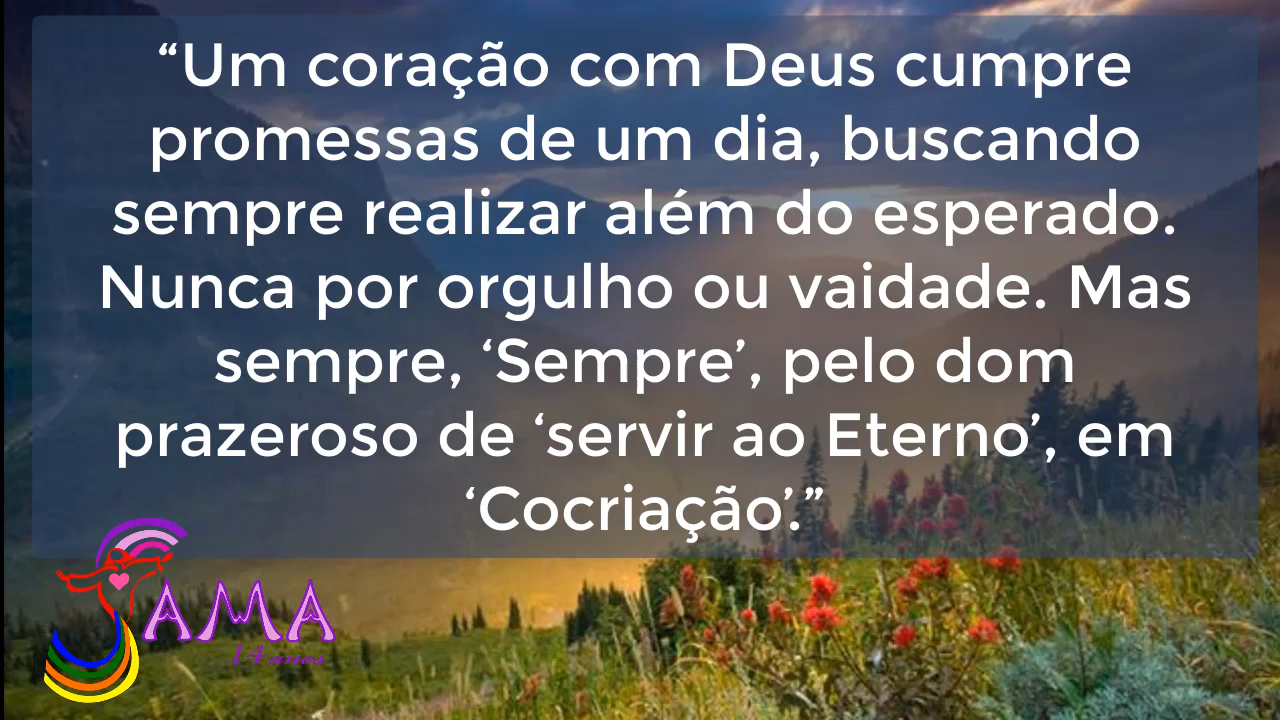 “Um coração com Deus cumpre
promessas de um dia, buscando
sempre realizar além do esperado.
Nunca por orgulho ou vaidade. Mas
sempre, ‘Sempre’, pelo dom
prazeroso de ‘servir ao Eterno’, em
‘Cocriação’.”
AMA
14 anos